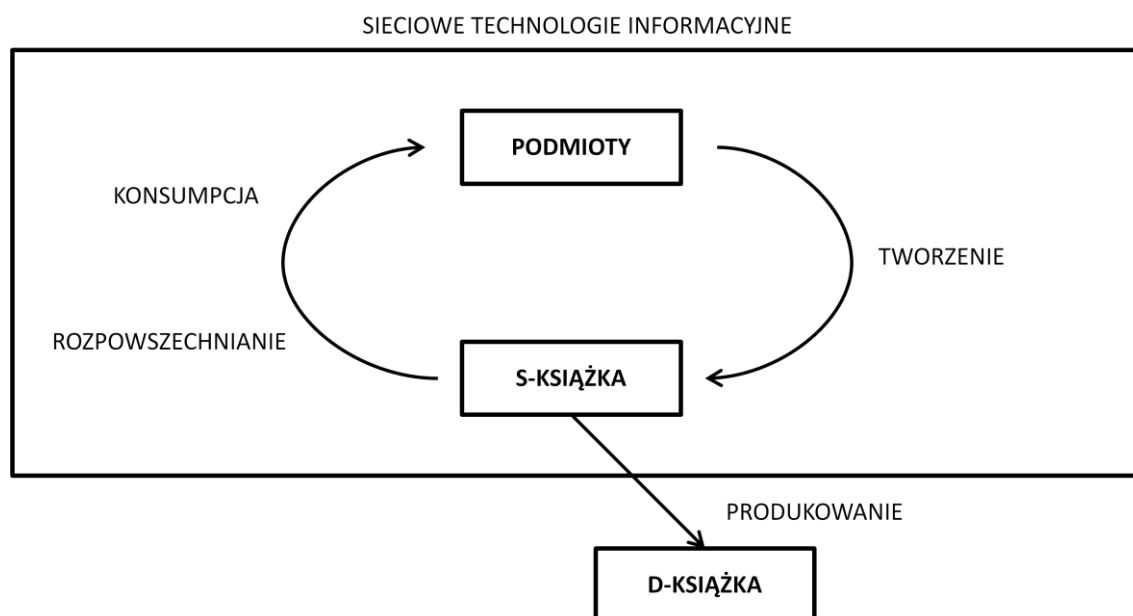 SIECIOWE TECHNOLOGIE INFORMACYJNE
PODMIOTY
KONSUMPCJA
TWORZENIE
ROZPOWSZECHNIANIE
S-KSIĄŻKA
PRODUKOWANIE
D-KSIĄŻKA